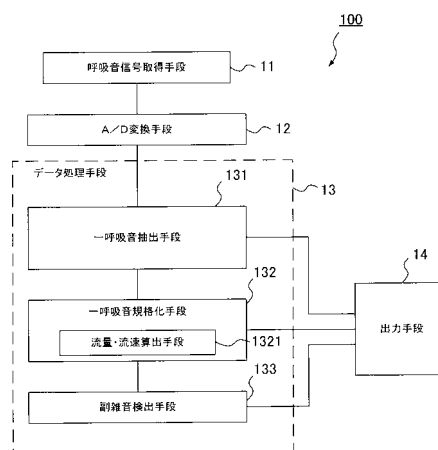 100
呼吸音信号取得手段
11
A／D変換手段
12
データ処理手段
13
131
一呼吸音抽出手段
132
一呼吸音規格化手段
流量・流速算出手段
1321
14
出力手段
133
副雑音検出手段